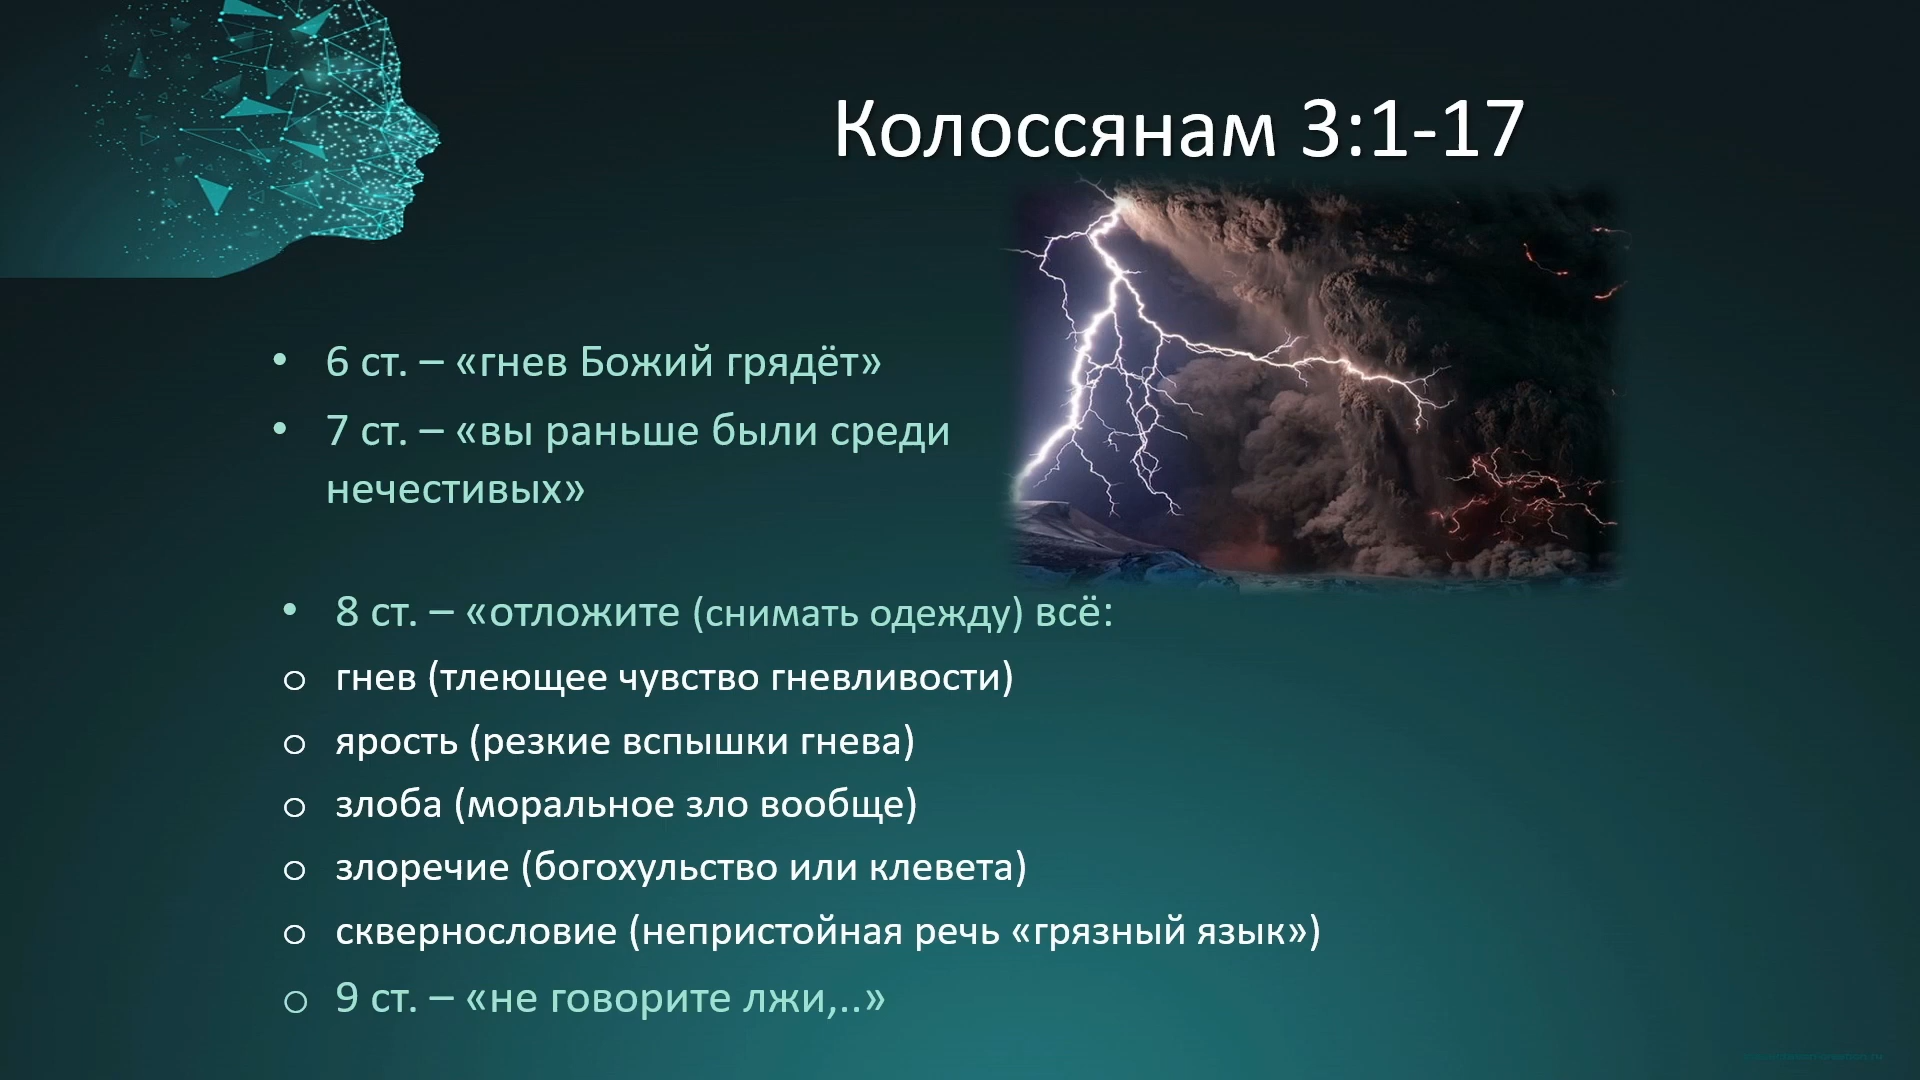 Колоссянам 3:1-17
• 6 ст. – «гнев Божий грядёт»
• 7 ст. – «вы раньше были среди
нечестивых»
• 8 ст. – «отложите (снимать одежду) всё:
o гнев (тлеющее чувство гневливости)
o ярость (резкие вспышки гнева)
o злоба (моральное зло вообще)
o злоречие (богохульство или клевета)
o сквернословие (непристойная речь «грязный язык»)
o 9 ст. – «не говорите лжи,..»